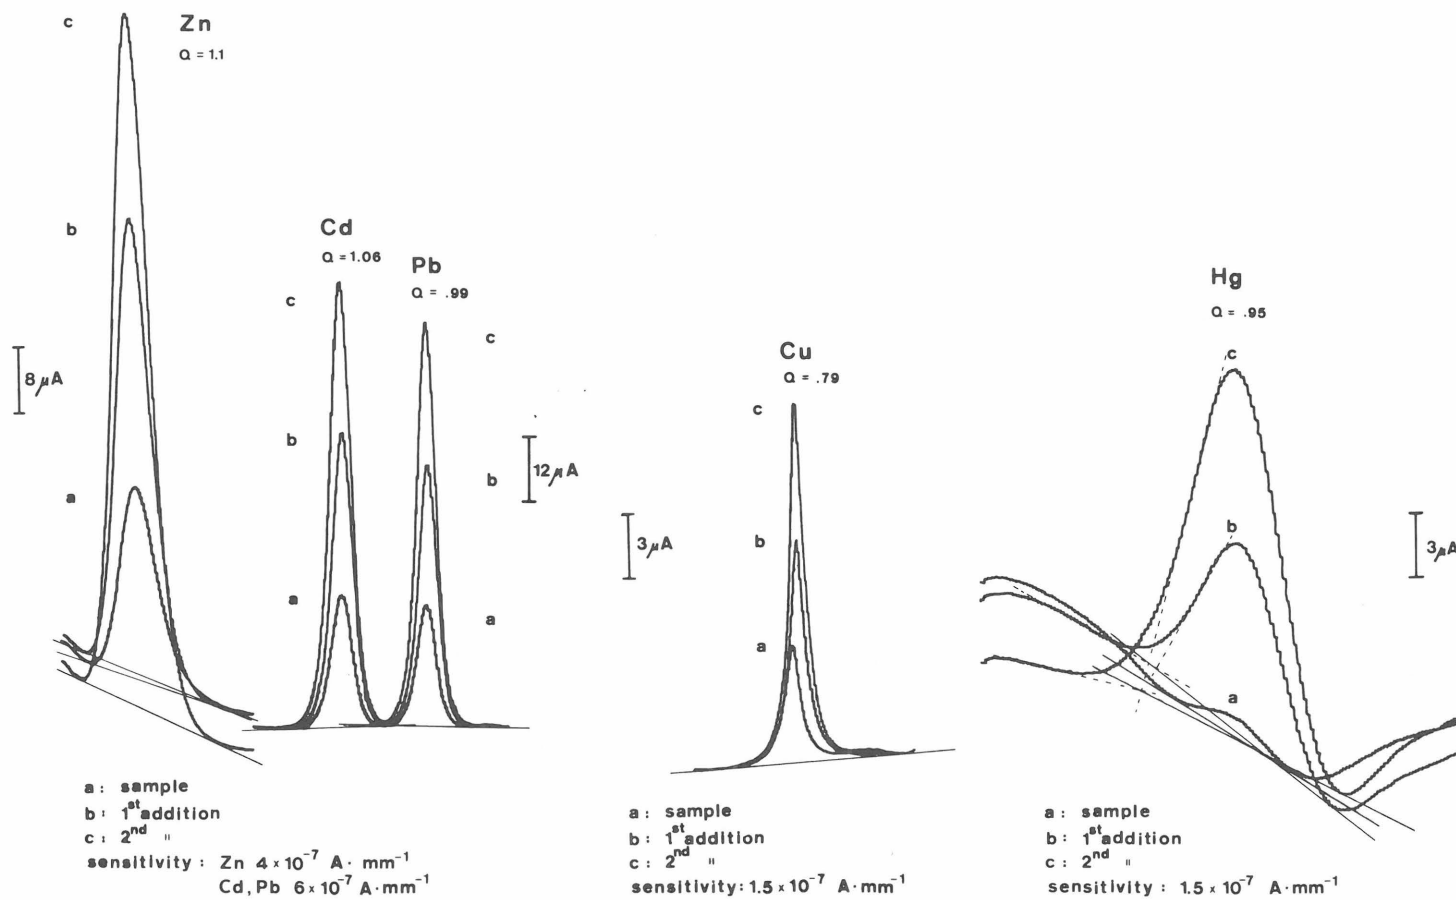 c
Zn
Q = 1.1
b
8 μA
a
Cd
Q = 1.06
Pb
Q = .99
c
c
b
12 μA
b
a
a
a : sample
b : 1st addition
c : 2nd "
sensitivity : Zn 4 × 10⁻⁷ A · mm⁻¹
Cd, Pb 6 × 10⁻⁷ A · mm⁻¹
Cu
Q = .79
c
b
3 μA
a
a : sample
b : 1st addition
c : 2nd "
sensitivity : 1.5 × 10⁻⁷ A · mm⁻¹
Hg
Q = .95
c
b
3 μA
a
a : sample
b : 1st addition
c : 2nd "
sensitivity : 1.5 × 10⁻⁷ A · mm⁻¹